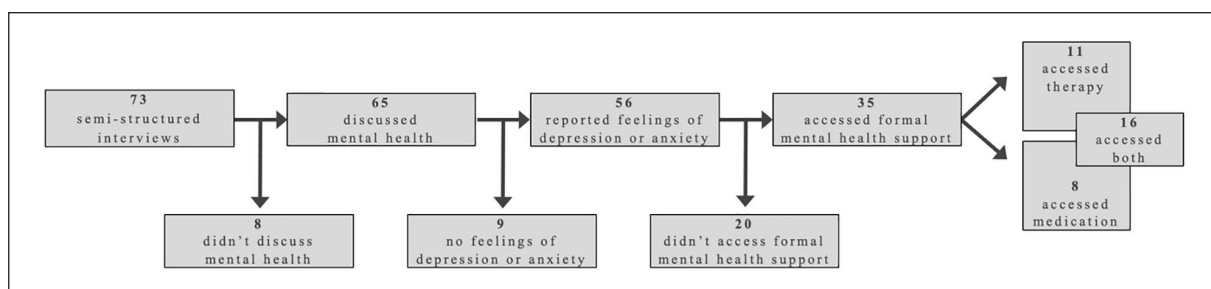 73
semi-structured
interviews
65
discussed
mental health
56
reported feelings of
depression or anxiety
35
accessed formal
mental health support
11
accessed
therapy
16
accessed
both
8
accessed
medication
8
didn't discuss
mental health
9
no feelings of
depression or anxiety
20
didn't access formal
mental health support